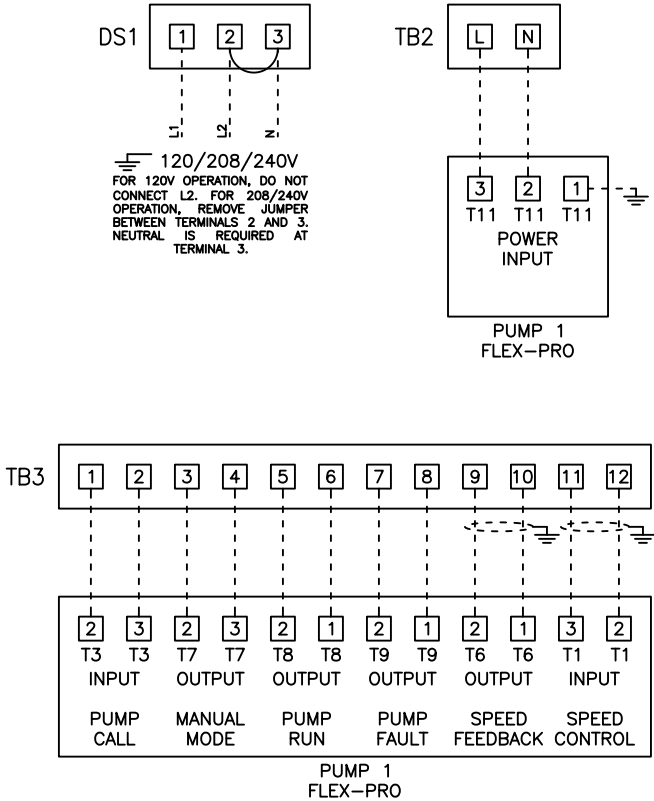 DS1 1 2 3
L1 L2 N
120/208/240V
FOR 120V OPERATION, DO NOT
CONNECT L2. FOR 208/240V
OPERATION, REMOVE JUMPER
BETWEEN TERMINALS 2 AND 3.
NEUTRAL IS REQUIRED AT
TERMINAL 3.
TB2 L N
3 2 1
T11 T11 T11
POWER
INPUT
PUMP 1
FLEX-PRO
TB3 1 2 3 4 5 6 7 8 9 10 11 12
2 3 2 3 2 1 2 1 2 1 3 2
T3 T3 T7 T7 T8 T8 T9 T9 T6 T6 T1 T1
INPUT OUTPUT OUTPUT OUTPUT OUTPUT INPUT
PUMP MANUAL PUMP PUMP SPEED SPEED
CALL MODE RUN FAULT FEEDBACK CONTROL
PUMP 1
FLEX-PRO